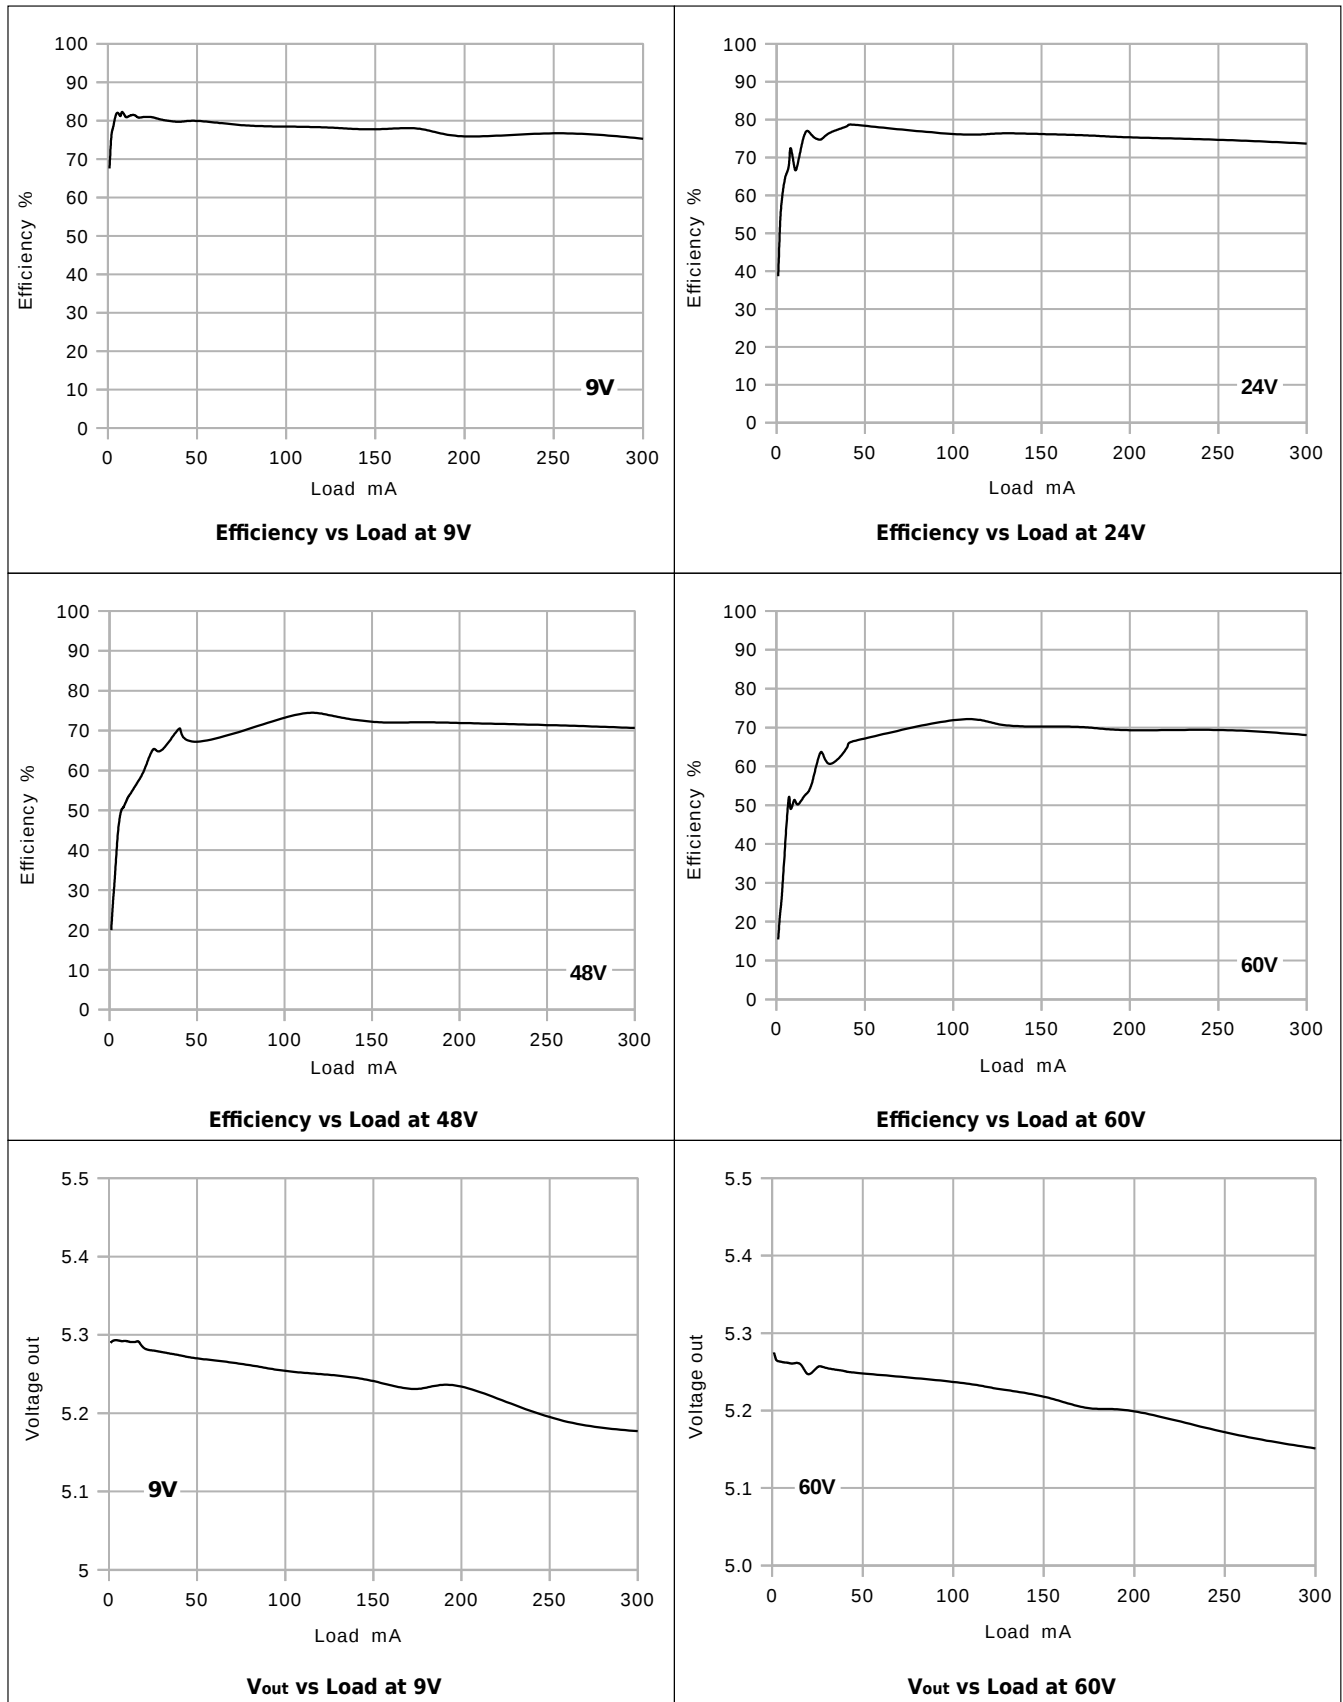 100
90
80
70
60
50
40
30
20
10
0
Efficiency %
9V
0 50 100 150 200 250 300
Load mA
Efficiency vs Load at 9V
100
90
80
70
60
50
40
30
20
10
0
Efficiency %
24V
0 50 100 150 200 250 300
Load mA
Efficiency vs Load at 24V
100
90
80
70
60
50
40
30
20
10
0
Efficiency %
48V
0 50 100 150 200 250 300
Load mA
Efficiency vs Load at 48V
100
90
80
70
60
50
40
30
20
10
0
Efficiency %
60V
0 50 100 150 200 250 300
Load mA
Efficiency vs Load at 60V
5.5
5.4
5.3
5.2
5.1
5
Voltage out
9V
0 50 100 150 200 250 300
Load mA
Vout vs Load at 9V
5.5
5.4
5.3
5.2
5.1
5.0
Voltage out
60V
0 50 100 150 200 250 300
Load mA
Vout vs Load at 60V